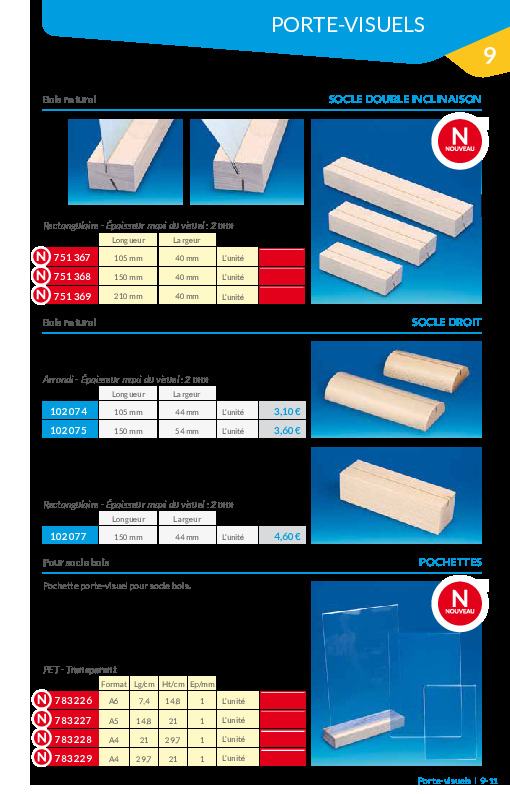 PORTE-VISUELS
9
Bois naturel
SOCLE DOUBLE INCLINAISON
N
NOUVEAU
Rectangulaire - Épaisseur maxi du visuel : 2 mm
Longueur Largeur
N 751367 105 mm 40 mm L'unité
N 751368 150 mm 40 mm L'unité
N 751369 210 mm 40 mm L'unité
Bois naturel
SOCLE DROIT
Arrondi - Épaisseur maxi du visuel : 2 mm
Longueur Largeur
102074 105 mm 44 mm L'unité 3,10 €
102075 150 mm 54 mm L'unité 3,60 €
Rectangulaire - Épaisseur maxi du visuel : 2 mm
Longueur Largeur
102077 150 mm 44 mm L'unité 4,60 €
Pour socle bois
POCHETTES
Pochette porte-visuel pour socle bois.
N
NOUVEAU
PET - Transparent
Format Lg/cm Ht/cm Ep/mm
N 783226 A6 7,4 14,8 1 L'unité
N 783227 A5 14,8 21 1 L'unité
N 783228 A4 21 29,7 1 L'unité
N 783229 A4 29,7 21 1 L'unité
Porte-visuels | 9-11